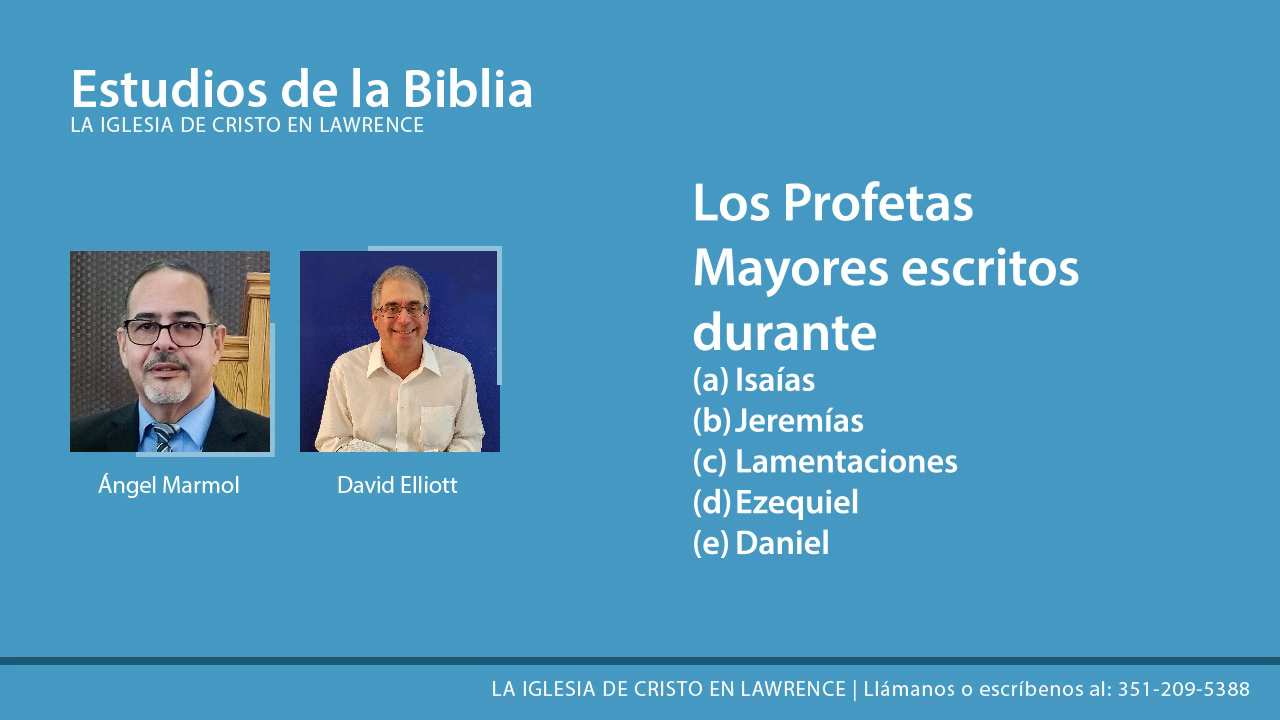 Estudios de la Biblia
LA IGLESIA DE CRISTO EN LAWRENCE
Ángel Marmol
David Elliott
Los Profetas
Mayores escritos
durante
(a) Isaías
(b) Jeremías
(c) Lamentaciones
(d) Ezequiel
(e) Daniel
LA IGLESIA DE CRISTO EN LAWRENCE | Llámanos o escríbenos al: 351-209-5388